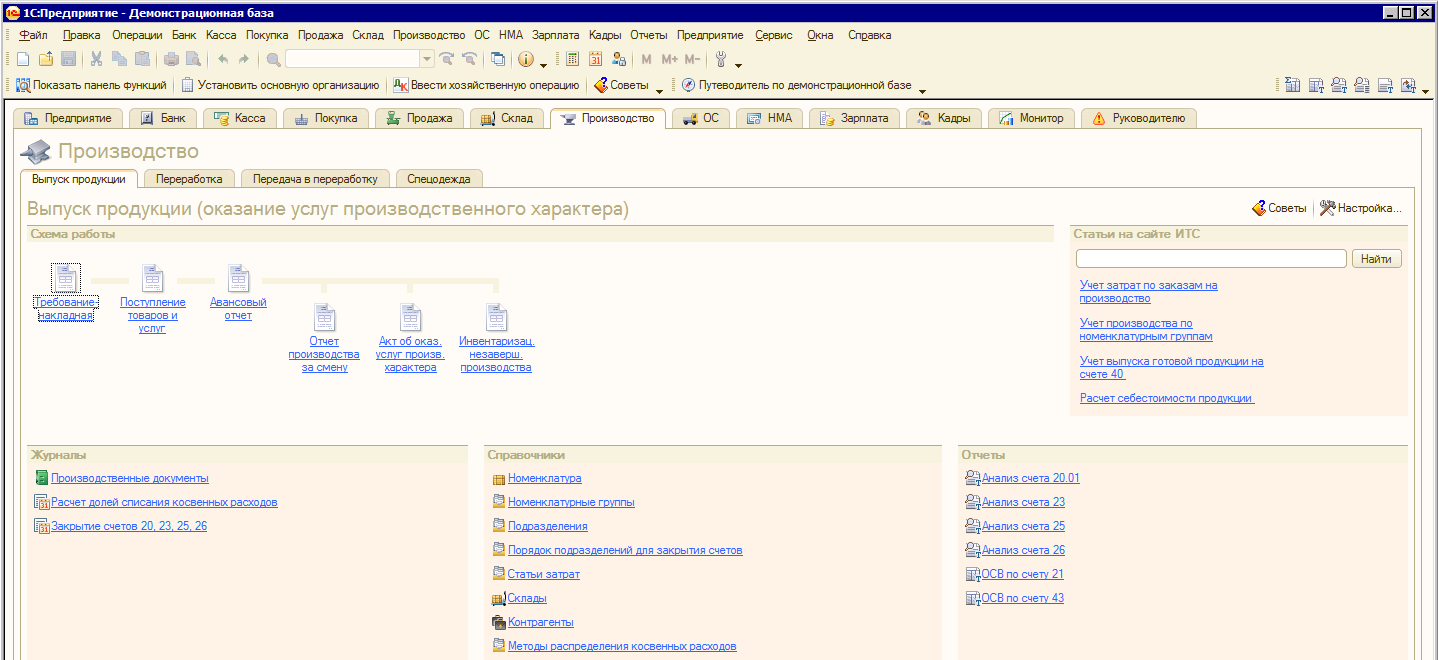 1С:Предприятие - Демонстрационная база
Файл Правка Операции Банк Касса Покупка Продажа Склад Производство ОС НМА Зарплата Кадры Отчеты Предприятие Сервис Окна Справка
M M+ M-
Показать панель функций Установить основную организацию Ввести хозяйственную операцию Советы Путеводитель по демонстрационной базе
Предприятие Банк Касса Покупка Продажа Склад Производство ОС НМА Зарплата Кадры Монитор Руководителю
Производство
Выпуск продукции Переработка Передача в переработку Спецодежда
Выпуск продукции (оказание услуг производственного характера)
Советы Настройка...
Схема работы
Требование-
накладная
Поступление
товаров и
услуг
Авансовый
отчет
Отчет
производства
за смену
Акт об оказ.
услуг произв.
характера
Инвентаризац.
незаверш.
производства
Статьи на сайте ИТС
Найти
Учет затрат по заказам на
производство
Учет производства по
номенклатурным группам
Учет выпуска готовой продукции на
счете 40
Расчет себестоимости продукции
Журналы
Производственные документы
Расчет долей списания косвенных расходов
Закрытие счетов 20, 23, 25, 26
Справочники
Номенклатура
Номенклатурные группы
Подразделения
Порядок подразделений для закрытия счетов
Статьи затрат
Склады
Контрагенты
Методы распределения косвенных расходов
Отчеты
Анализ счета 20.01
Анализ счета 23
Анализ счета 25
Анализ счета 26
ОСВ по счету 21
ОСВ по счету 43